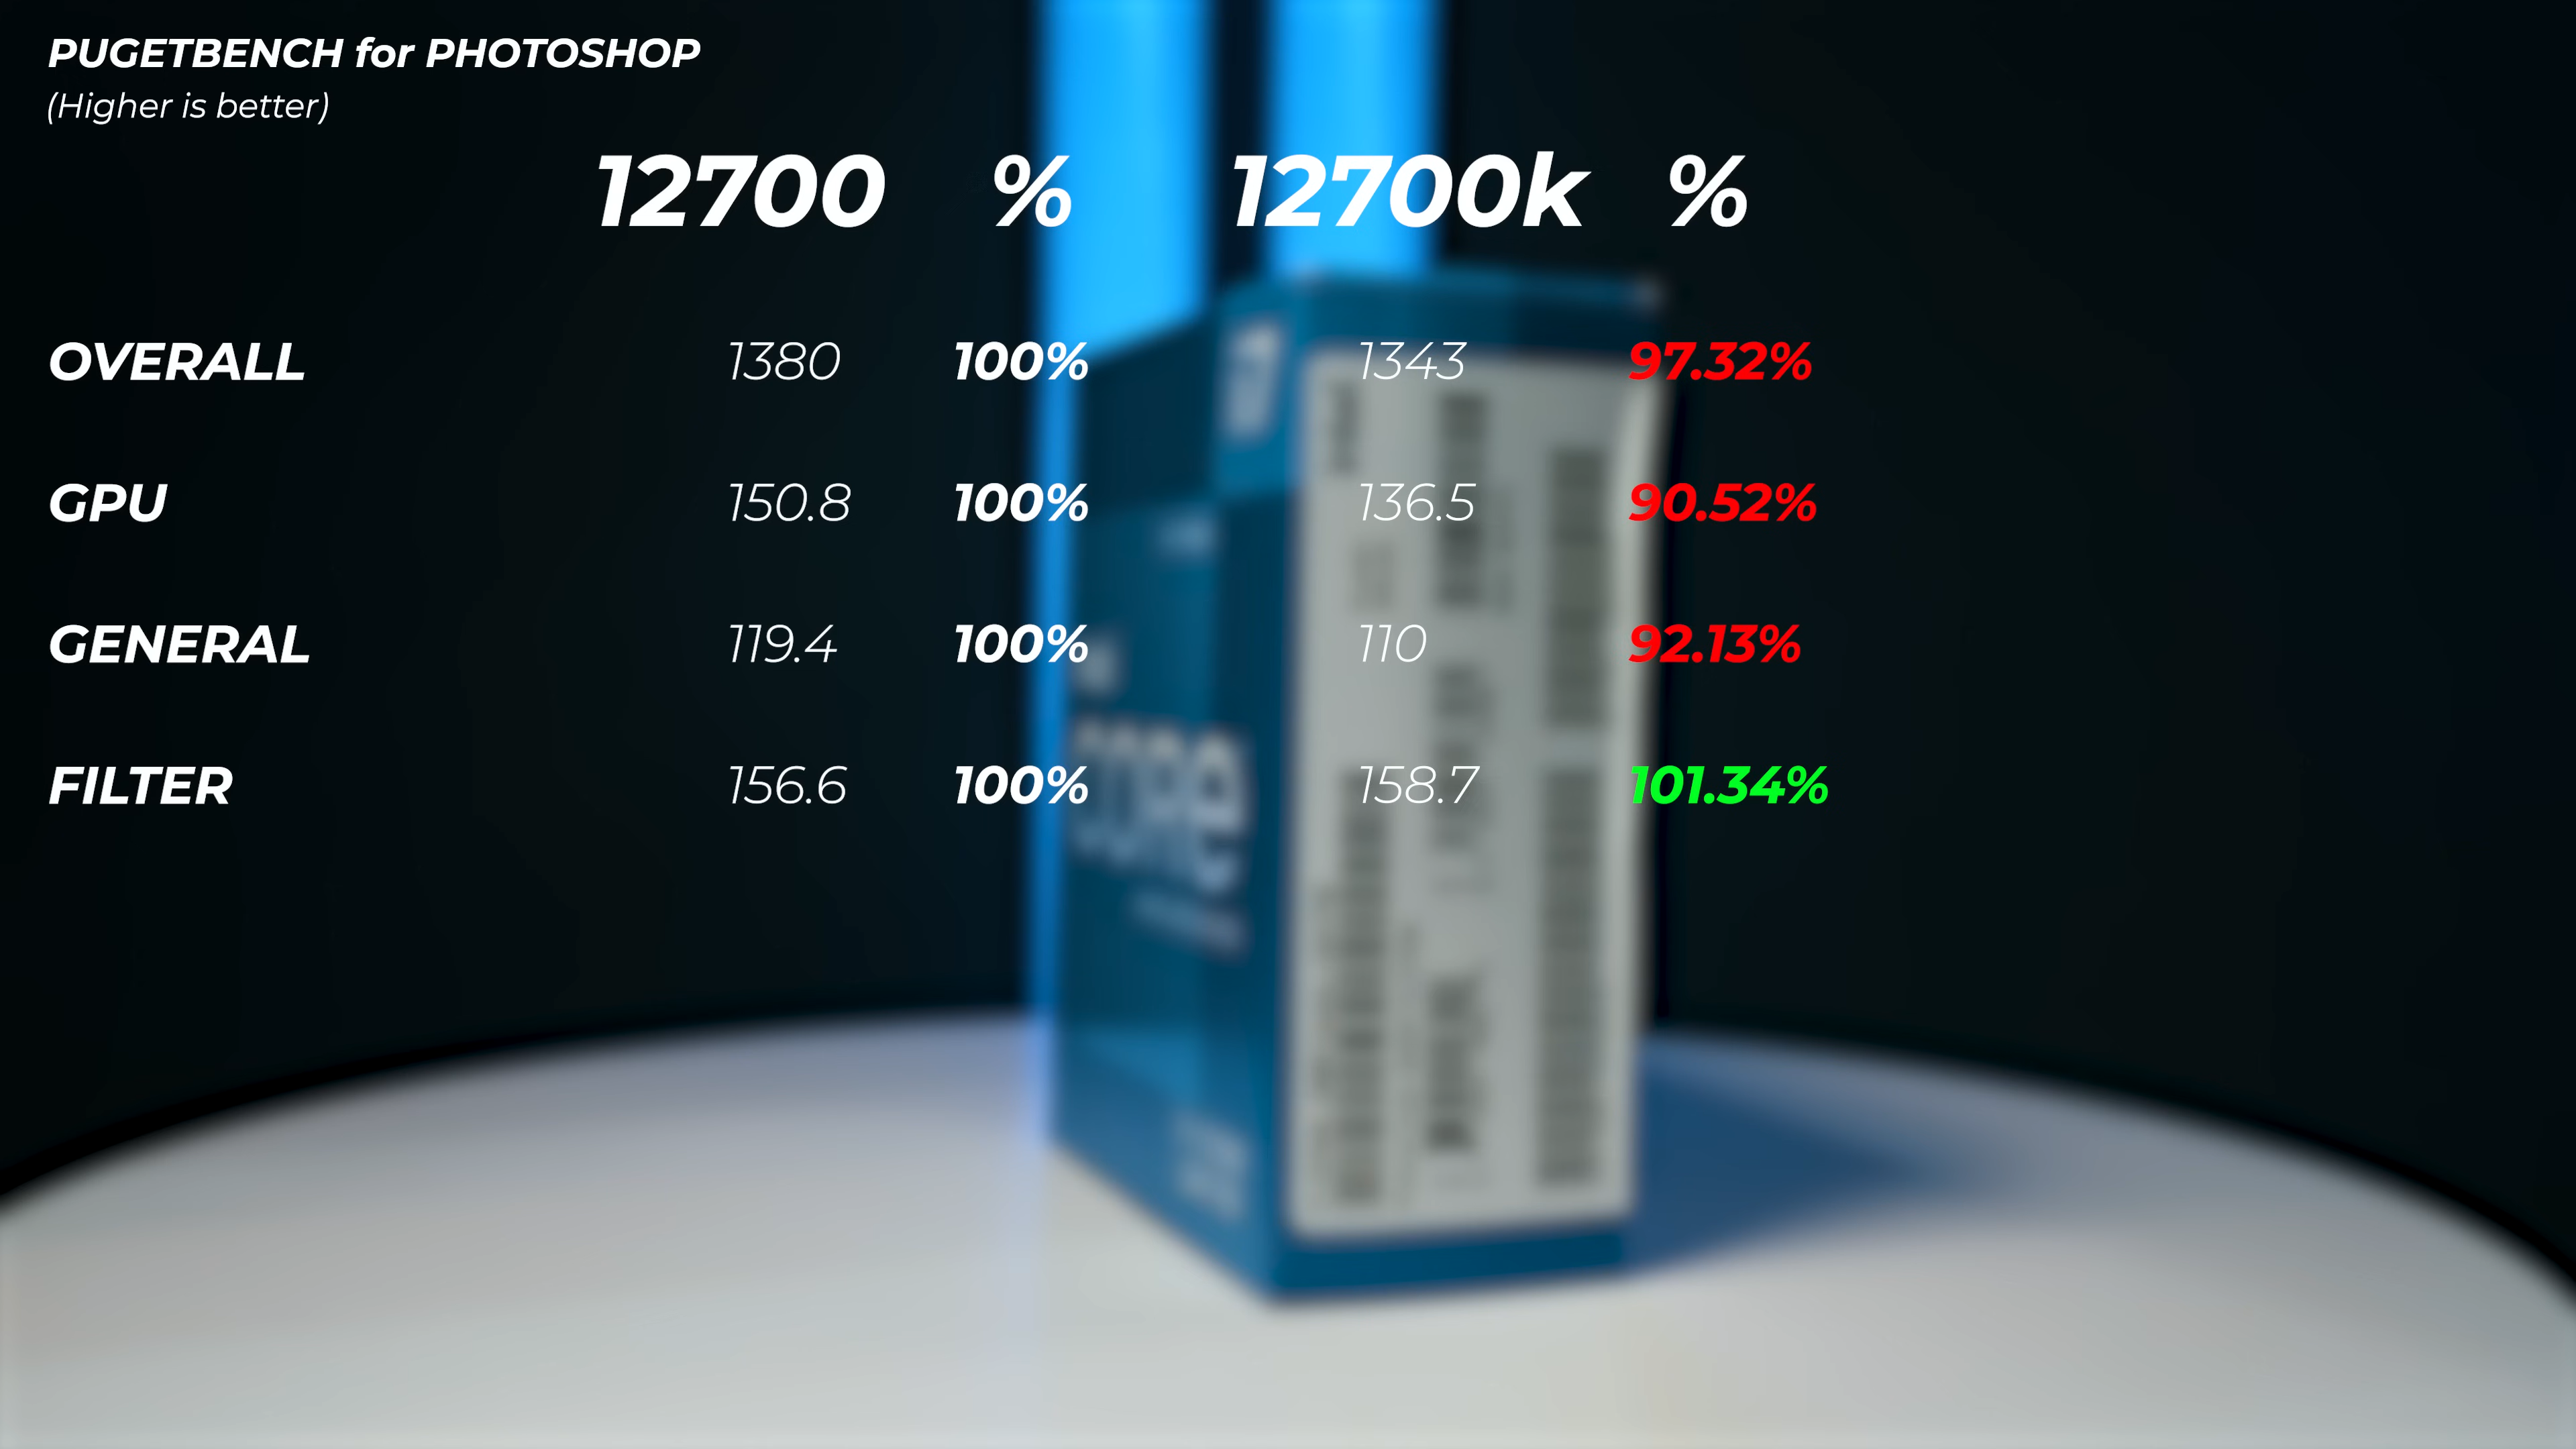 PUGETBENCH for PHOTOSHOP
(Higher is better)
12700 % 12700k %
OVERALL 1380 100% 1343 97.32%
GPU 150.8 100% 136.5 90.52%
GENERAL 119.4 100% 110 92.13%
FILTER 156.6 100% 158.7 101.34%